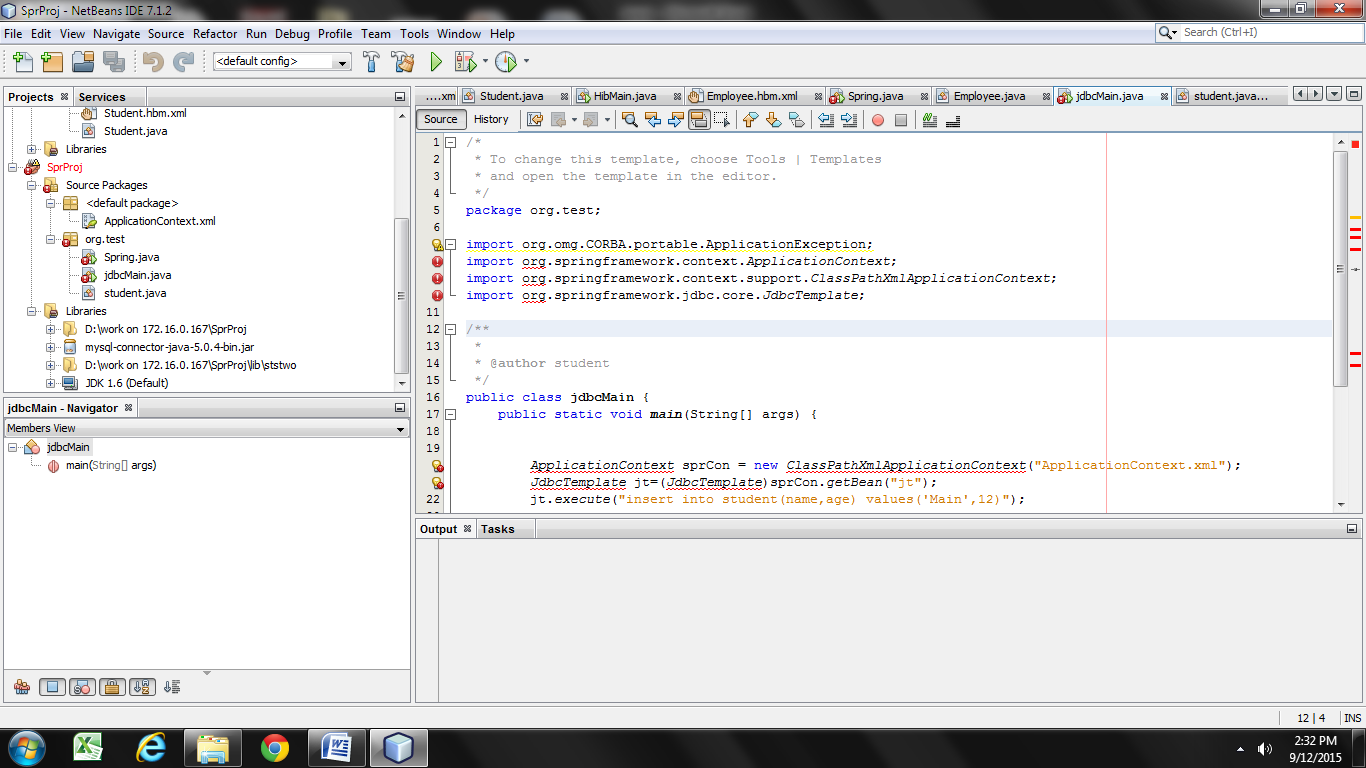 SprProj - NetBeans IDE 7.1.2
File Edit View Navigate Source Refactor Run Debug Profile Team Tools Window Help
Search (Ctrl+I)
<default config>
Projects Services
Student.hbm.xml
Student.java
Libraries
SprProj
Source Packages
<default package>
ApplicationContext.xml
org.test
Spring.java
jdbcMain.java
student.java
Libraries
D:\work on 172.16.0.167\SprProj
mysql-connector-java-5.0.4-bin.jar
D:\work on 172.16.0.167\SprProj\lib\ststwo
JDK 1.6 (Default)
jdbcMain - Navigator
Members View
jdbcMain
main(String[] args)
....xm Student.java HibMain.java Employee.hbm.xml Spring.java Employee.java jdbcMain.java student.java...
Source History
1 /*
2 * To change this template, choose Tools | Templates
3 * and open the template in the editor.
4 */
5 package org.test;
6
import org.omg.CORBA.portable.ApplicationException;
import org.springframework.context.ApplicationContext;
import org.springframework.context.support.ClassPathXmlApplicationContext;
import org.springframework.jdbc.core.JdbcTemplate;
11
12 /**
13 *
14 * @author student
15 */
16 public class jdbcMain {
17 public static void main(String[] args) {
18
19
ApplicationContext sprCon = new ClassPathXmlApplicationContext("ApplicationContext.xml");
JdbcTemplate jt=(JdbcTemplate)sprCon.getBean("jt");
22 jt.execute("insert into student(name,age) values('Main',12)");
Output Tasks
12 | 4 INS
2:32 PM
9/12/2015